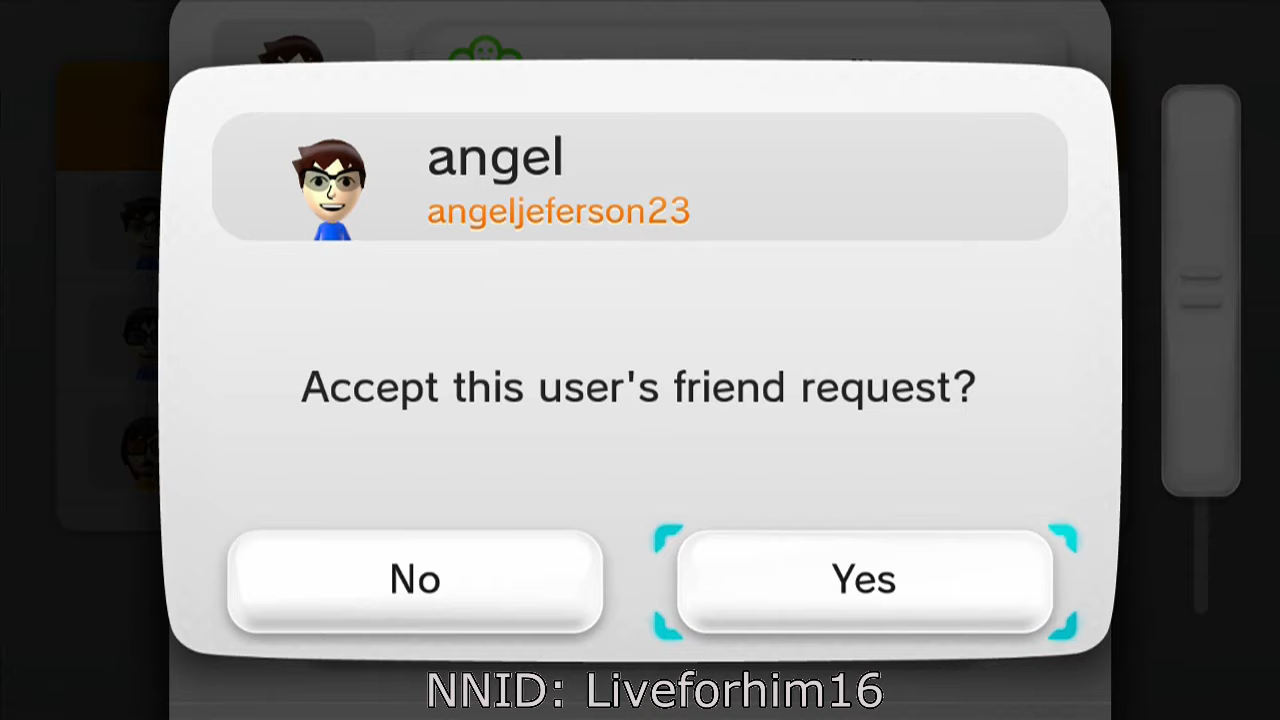 angel
angeljeferson23
Accept this user's friend request?
No
Yes
NNID: Liveforhim16